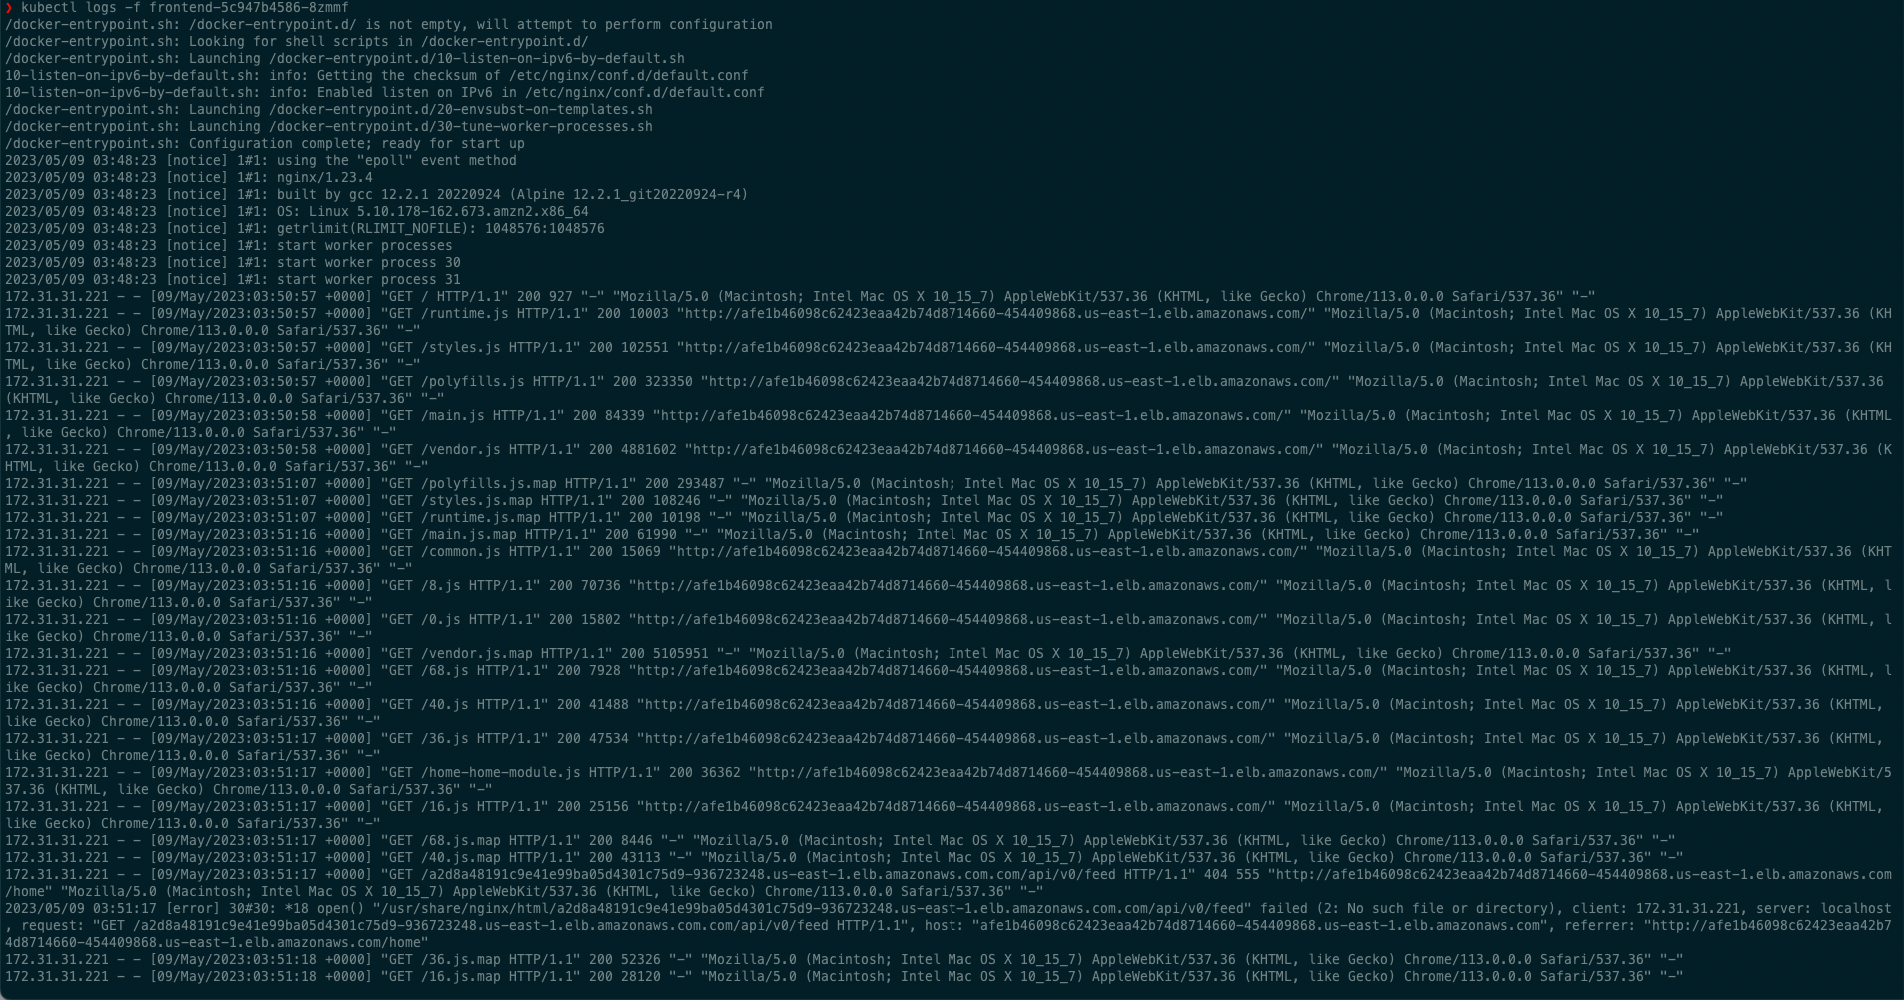 ❯ kubectl logs -f frontend-5c947b4586-8zmmf
/docker-entrypoint.sh: /docker-entrypoint.d/ is not empty, will attempt to perform configuration
/docker-entrypoint.sh: Looking for shell scripts in /docker-entrypoint.d/
/docker-entrypoint.sh: Launching /docker-entrypoint.d/10-listen-on-ipv6-by-default.sh
10-listen-on-ipv6-by-default.sh: info: Getting the checksum of /etc/nginx/conf.d/default.conf
10-listen-on-ipv6-by-default.sh: info: Enabled listen on IPv6 in /etc/nginx/conf.d/default.conf
/docker-entrypoint.sh: Launching /docker-entrypoint.d/20-envsubst-on-templates.sh
/docker-entrypoint.sh: Launching /docker-entrypoint.d/30-tune-worker-processes.sh
/docker-entrypoint.sh: Configuration complete; ready for start up
2023/05/09 03:48:23 [notice] 1#1: using the "epoll" event method
2023/05/09 03:48:23 [notice] 1#1: nginx/1.23.4
2023/05/09 03:48:23 [notice] 1#1: built by gcc 12.2.1 20220924 (Alpine 12.2.1_git20220924-r4)
2023/05/09 03:48:23 [notice] 1#1: OS: Linux 5.10.178-162.673.amzn2.x86_64
2023/05/09 03:48:23 [notice] 1#1: getrlimit(RLIMIT_NOFILE): 1048576:1048576
2023/05/09 03:48:23 [notice] 1#1: start worker processes
2023/05/09 03:48:23 [notice] 1#1: start worker process 30
2023/05/09 03:48:23 [notice] 1#1: start worker process 31
172.31.31.221 - - [09/May/2023:03:50:57 +0000] "GET / HTTP/1.1" 200 927 "-" "Mozilla/5.0 (Macintosh; Intel Mac OS X 10_15_7) AppleWebKit/537.36 (KHTML, like Gecko) Chrome/113.0.0.0 Safari/537.36" "-"
172.31.31.221 - - [09/May/2023:03:50:57 +0000] "GET /runtime.js HTTP/1.1" 200 10003 "http://afe1b46098c62423eaa42b74d8714660-454409868.us-east-1.elb.amazonaws.com/" "Mozilla/5.0 (Macintosh; Intel Mac OS X 10_15_7) AppleWebKit/537.36 (KH
TML, like Gecko) Chrome/113.0.0.0 Safari/537.36" "-"
172.31.31.221 - - [09/May/2023:03:50:57 +0000] "GET /styles.js HTTP/1.1" 200 102551 "http://afe1b46098c62423eaa42b74d8714660-454409868.us-east-1.elb.amazonaws.com/" "Mozilla/5.0 (Macintosh; Intel Mac OS X 10_15_7) AppleWebKit/537.36 (KH
TML, like Gecko) Chrome/113.0.0.0 Safari/537.36" "-"
172.31.31.221 - - [09/May/2023:03:50:57 +0000] "GET /polyfills.js HTTP/1.1" 200 323350 "http://afe1b46098c62423eaa42b74d8714660-454409868.us-east-1.elb.amazonaws.com/" "Mozilla/5.0 (Macintosh; Intel Mac OS X 10_15_7) AppleWebKit/537.36
(KHTML, like Gecko) Chrome/113.0.0.0 Safari/537.36" "-"
172.31.31.221 - - [09/May/2023:03:50:58 +0000] "GET /main.js HTTP/1.1" 200 84339 "http://afe1b46098c62423eaa42b74d8714660-454409868.us-east-1.elb.amazonaws.com/" "Mozilla/5.0 (Macintosh; Intel Mac OS X 10_15_7) AppleWebKit/537.36 (KHTML
, like Gecko) Chrome/113.0.0.0 Safari/537.36" "-"
172.31.31.221 - - [09/May/2023:03:50:58 +0000] "GET /vendor.js HTTP/1.1" 200 4881602 "http://afe1b46098c62423eaa42b74d8714660-454409868.us-east-1.elb.amazonaws.com/" "Mozilla/5.0 (Macintosh; Intel Mac OS X 10_15_7) AppleWebKit/537.36 (K
HTML, like Gecko) Chrome/113.0.0.0 Safari/537.36" "-"
172.31.31.221 - - [09/May/2023:03:51:07 +0000] "GET /polyfills.js.map HTTP/1.1" 200 293487 "-" "Mozilla/5.0 (Macintosh; Intel Mac OS X 10_15_7) AppleWebKit/537.36 (KHTML, like Gecko) Chrome/113.0.0.0 Safari/537.36" "-"
172.31.31.221 - - [09/May/2023:03:51:07 +0000] "GET /styles.js.map HTTP/1.1" 200 108246 "-" "Mozilla/5.0 (Macintosh; Intel Mac OS X 10_15_7) AppleWebKit/537.36 (KHTML, like Gecko) Chrome/113.0.0.0 Safari/537.36" "-"
172.31.31.221 - - [09/May/2023:03:51:07 +0000] "GET /runtime.js.map HTTP/1.1" 200 10198 "-" "Mozilla/5.0 (Macintosh; Intel Mac OS X 10_15_7) AppleWebKit/537.36 (KHTML, like Gecko) Chrome/113.0.0.0 Safari/537.36" "-"
172.31.31.221 - - [09/May/2023:03:51:16 +0000] "GET /main.js.map HTTP/1.1" 200 61990 "-" "Mozilla/5.0 (Macintosh; Intel Mac OS X 10_15_7) AppleWebKit/537.36 (KHTML, like Gecko) Chrome/113.0.0.0 Safari/537.36" "-"
172.31.31.221 - - [09/May/2023:03:51:16 +0000] "GET /common.js HTTP/1.1" 200 15069 "http://afe1b46098c62423eaa42b74d8714660-454409868.us-east-1.elb.amazonaws.com/" "Mozilla/5.0 (Macintosh; Intel Mac OS X 10_15_7) AppleWebKit/537.36 (KHT
ML, like Gecko) Chrome/113.0.0.0 Safari/537.36" "-"
172.31.31.221 - - [09/May/2023:03:51:16 +0000] "GET /8.js HTTP/1.1" 200 70736 "http://afe1b46098c62423eaa42b74d8714660-454409868.us-east-1.elb.amazonaws.com/" "Mozilla/5.0 (Macintosh; Intel Mac OS X 10_15_7) AppleWebKit/537.36 (KHTML, l
ike Gecko) Chrome/113.0.0.0 Safari/537.36" "-"
172.31.31.221 - - [09/May/2023:03:51:16 +0000] "GET /0.js HTTP/1.1" 200 15802 "http://afe1b46098c62423eaa42b74d8714660-454409868.us-east-1.elb.amazonaws.com/" "Mozilla/5.0 (Macintosh; Intel Mac OS X 10_15_7) AppleWebKit/537.36 (KHTML, l
ike Gecko) Chrome/113.0.0.0 Safari/537.36" "-"
172.31.31.221 - - [09/May/2023:03:51:16 +0000] "GET /vendor.js.map HTTP/1.1" 200 5105951 "-" "Mozilla/5.0 (Macintosh; Intel Mac OS X 10_15_7) AppleWebKit/537.36 (KHTML, like Gecko) Chrome/113.0.0.0 Safari/537.36" "-"
172.31.31.221 - - [09/May/2023:03:51:16 +0000] "GET /68.js HTTP/1.1" 200 7928 "http://afe1b46098c62423eaa42b74d8714660-454409868.us-east-1.elb.amazonaws.com/" "Mozilla/5.0 (Macintosh; Intel Mac OS X 10_15_7) AppleWebKit/537.36 (KHTML, l
ike Gecko) Chrome/113.0.0.0 Safari/537.36" "-"
172.31.31.221 - - [09/May/2023:03:51:16 +0000] "GET /40.js HTTP/1.1" 200 41488 "http://afe1b46098c62423eaa42b74d8714660-454409868.us-east-1.elb.amazonaws.com/" "Mozilla/5.0 (Macintosh; Intel Mac OS X 10_15_7) AppleWebKit/537.36 (KHTML,
like Gecko) Chrome/113.0.0.0 Safari/537.36" "-"
172.31.31.221 - - [09/May/2023:03:51:17 +0000] "GET /36.js HTTP/1.1" 200 47534 "http://afe1b46098c62423eaa42b74d8714660-454409868.us-east-1.elb.amazonaws.com/" "Mozilla/5.0 (Macintosh; Intel Mac OS X 10_15_7) AppleWebKit/537.36 (KHTML,
like Gecko) Chrome/113.0.0.0 Safari/537.36" "-"
172.31.31.221 - - [09/May/2023:03:51:17 +0000] "GET /home-home-module.js HTTP/1.1" 200 36362 "http://afe1b46098c62423eaa42b74d8714660-454409868.us-east-1.elb.amazonaws.com/" "Mozilla/5.0 (Macintosh; Intel Mac OS X 10_15_7) AppleWebKit/5
37.36 (KHTML, like Gecko) Chrome/113.0.0.0 Safari/537.36" "-"
172.31.31.221 - - [09/May/2023:03:51:17 +0000] "GET /16.js HTTP/1.1" 200 25156 "http://afe1b46098c62423eaa42b74d8714660-454409868.us-east-1.elb.amazonaws.com/" "Mozilla/5.0 (Macintosh; Intel Mac OS X 10_15_7) AppleWebKit/537.36 (KHTML,
like Gecko) Chrome/113.0.0.0 Safari/537.36" "-"
172.31.31.221 - - [09/May/2023:03:51:17 +0000] "GET /68.js.map HTTP/1.1" 200 8446 "-" "Mozilla/5.0 (Macintosh; Intel Mac OS X 10_15_7) AppleWebKit/537.36 (KHTML, like Gecko) Chrome/113.0.0.0 Safari/537.36" "-"
172.31.31.221 - - [09/May/2023:03:51:17 +0000] "GET /40.js.map HTTP/1.1" 200 43113 "-" "Mozilla/5.0 (Macintosh; Intel Mac OS X 10_15_7) AppleWebKit/537.36 (KHTML, like Gecko) Chrome/113.0.0.0 Safari/537.36" "-"
172.31.31.221 - - [09/May/2023:03:51:17 +0000] "GET /a2d8a48191c9e41e99ba05d4301c75d9-936723248.us-east-1.elb.amazonaws.com.com/api/v0/feed HTTP/1.1" 404 555 "http://afe1b46098c62423eaa42b74d8714660-454409868.us-east-1.elb.amazonaws.com
/home" "Mozilla/5.0 (Macintosh; Intel Mac OS X 10_15_7) AppleWebKit/537.36 (KHTML, like Gecko) Chrome/113.0.0.0 Safari/537.36" "-"
2023/05/09 03:51:17 [error] 30#30: *18 open() "/usr/share/nginx/html/a2d8a48191c9e41e99ba05d4301c75d9-936723248.us-east-1.elb.amazonaws.com.com/api/v0/feed" failed (2: No such file or directory), client: 172.31.31.221, server: localhost
, request: "GET /a2d8a48191c9e41e99ba05d4301c75d9-936723248.us-east-1.elb.amazonaws.com.com/api/v0/feed HTTP/1.1", host: "afe1b46098c62423eaa42b74d8714660-454409868.us-east-1.elb.amazonaws.com", referrer: "http://afe1b46098c62423eaa42b7
4d8714660-454409868.us-east-1.elb.amazonaws.com/home"
172.31.31.221 - - [09/May/2023:03:51:18 +0000] "GET /36.js.map HTTP/1.1" 200 52326 "-" "Mozilla/5.0 (Macintosh; Intel Mac OS X 10_15_7) AppleWebKit/537.36 (KHTML, like Gecko) Chrome/113.0.0.0 Safari/537.36" "-"
172.31.31.221 - - [09/May/2023:03:51:18 +0000] "GET /16.js.map HTTP/1.1" 200 28120 "-" "Mozilla/5.0 (Macintosh; Intel Mac OS X 10_15_7) AppleWebKit/537.36 (KHTML, like Gecko) Chrome/113.0.0.0 Safari/537.36" "-"